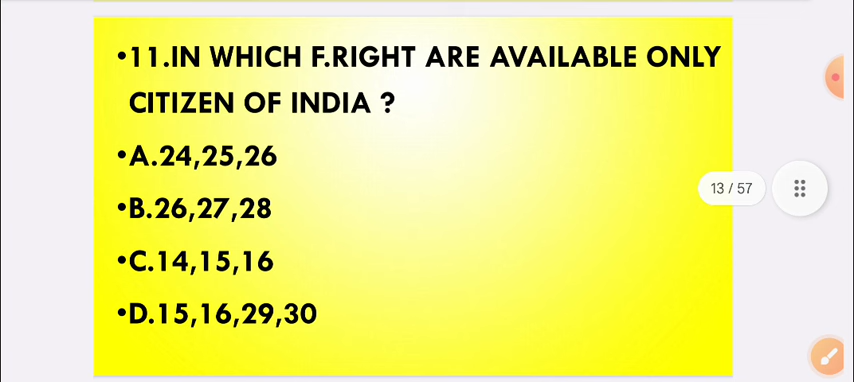 •11.IN WHICH F.RIGHT ARE AVAILABLE ONLY
CITIZEN OF INDIA ?
•A.24,25,26
13 / 57
•B.26,27,28
•C.14,15,16
•D.15,16,29,30